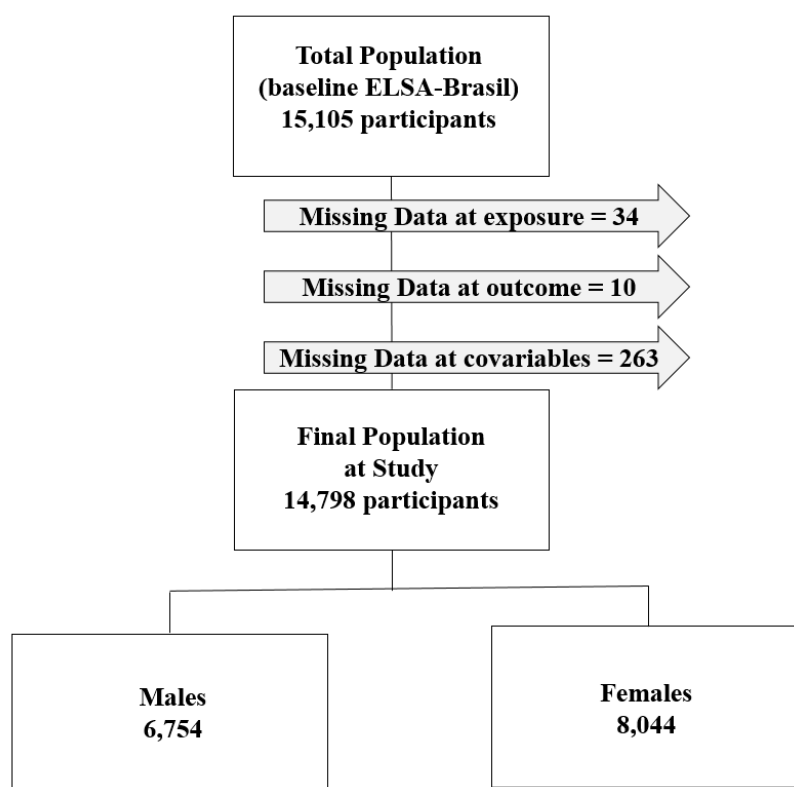 Total Population
(baseline ELSA-Brasil)
15,105 participants
Missing Data at exposure = 34
Missing Data at outcome = 10
Missing Data at covariables = 263
Final Population
at Study
14,798 participants
Males
6,754
Females
8,044